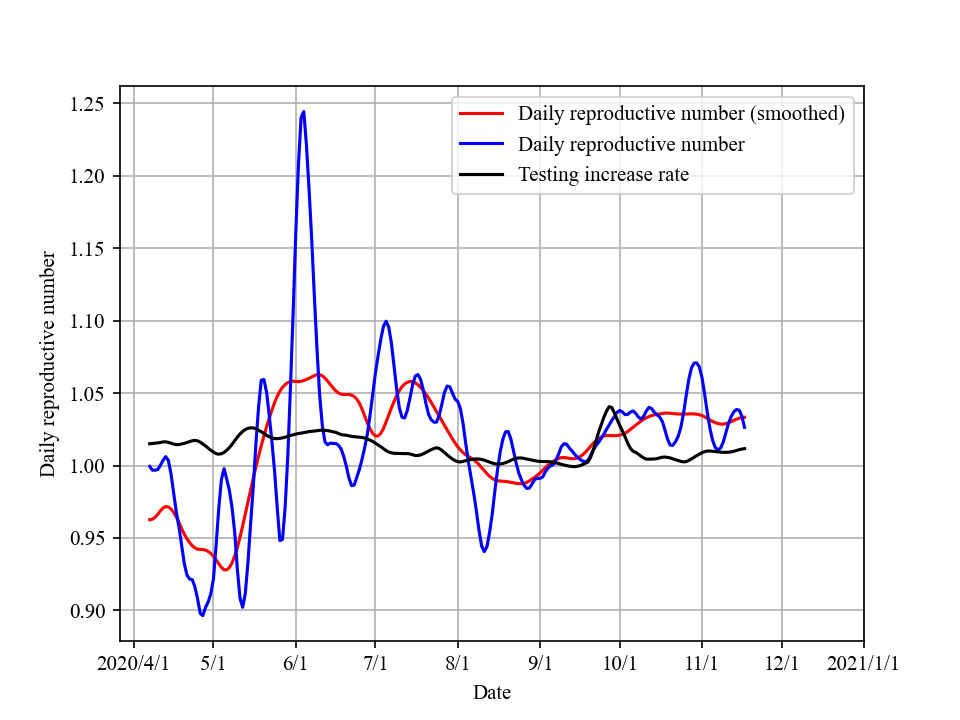 Daily reproductive number (smoothed)
Daily reproductive number
Testing increase rate
Daily reproductive number
1.25
1.20
1.15
1.10
1.05
1.00
0.95
0.90
2020/4/1 5/1 6/1 7/1 8/1 9/1 10/1 11/1 12/1 2021/1/1
Date